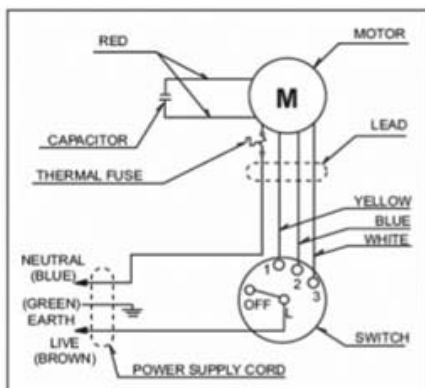 RED
MOTOR
M
CAPACITOR
LEAD
THERMAL FUSE
YELLOW
BLUE
WHITE
NEUTRAL
(BLUE)
1
2
3
OFF
L
(GREEN)
EARTH
LIVE
(BROWN)
SWITCH
POWER SUPPLY CORD